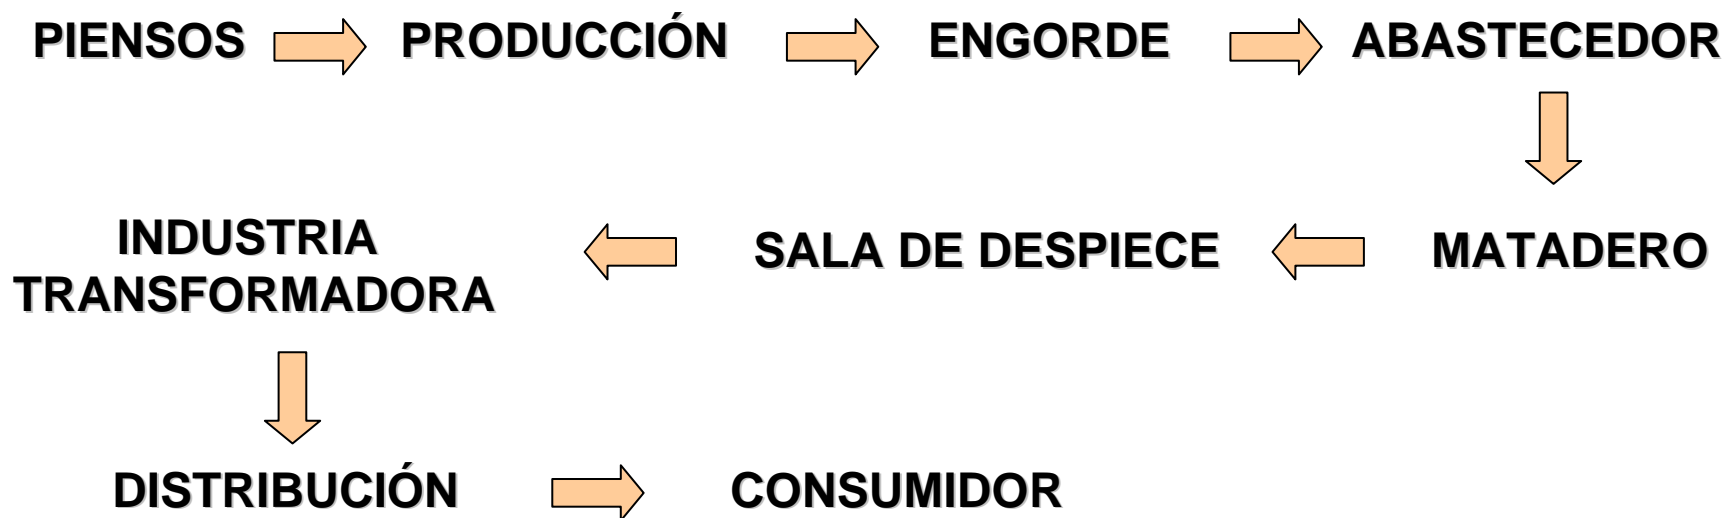 PIENSOS PRODUCCIÓN ENGORDE ABASTECEDOR
INDUSTRIA
TRANSFORMADORA
SALA DE DESPIECE MATADERO
DISTRIBUCIÓN CONSUMIDOR